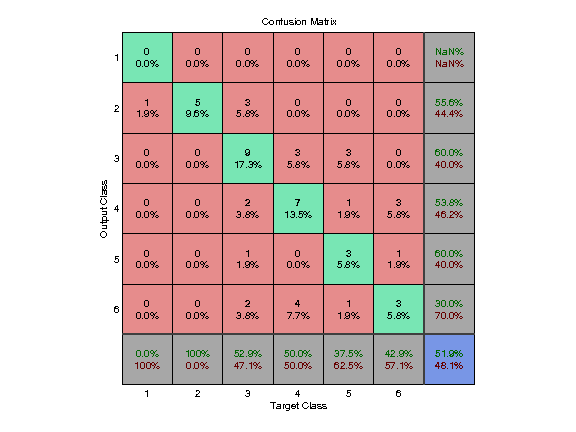 Confusion Matrix
1 0 0 0 0 0 0 NaN%
0.0% 0.0% 0.0% 0.0% 0.0% 0.0% NaN%
2 1 5 3 0 0 0 55.6%
1.9% 9.6% 5.8% 0.0% 0.0% 0.0% 44.4%
3 0 0 9 3 3 0 60.0%
0.0% 0.0% 17.3% 5.8% 5.8% 0.0% 40.0%
4 0 0 2 7 1 3 53.8%
0.0% 0.0% 3.8% 13.5% 1.9% 5.8% 46.2%
5 0 0 1 0 3 1 60.0%
0.0% 0.0% 1.9% 0.0% 5.8% 1.9% 40.0%
6 0 0 2 4 1 3 30.0%
0.0% 0.0% 3.8% 7.7% 1.9% 5.8% 70.0%
0.0% 100% 52.9% 50.0% 37.5% 42.9% 51.9%
100% 0.0% 47.1% 50.0% 62.5% 57.1% 48.1%
1 2 3 4 5 6
Target Class
Output Class